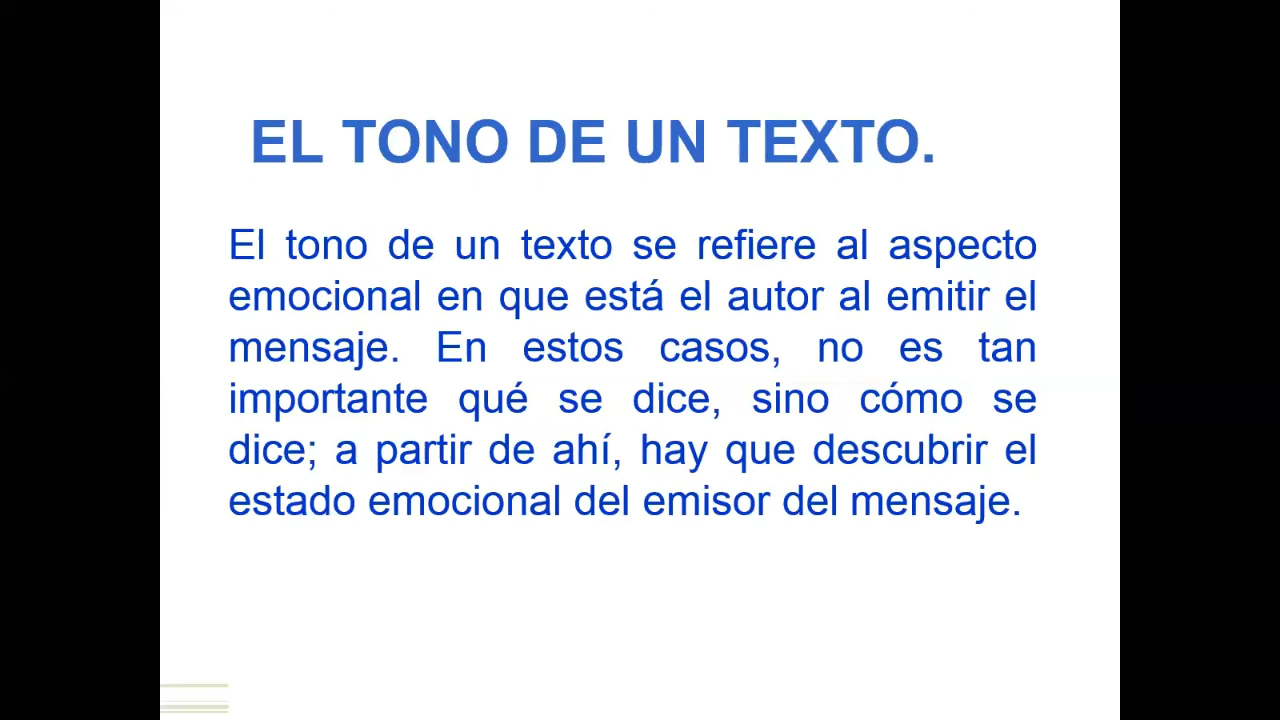 EL TONO DE UN TEXTO.
El tono de un texto se refiere al aspecto
emocional en que está el autor al emitir el
mensaje. En estos casos, no es tan
importante qué se dice, sino cómo se
dice; a partir de ahí, hay que descubrir el
estado emocional del emisor del mensaje.